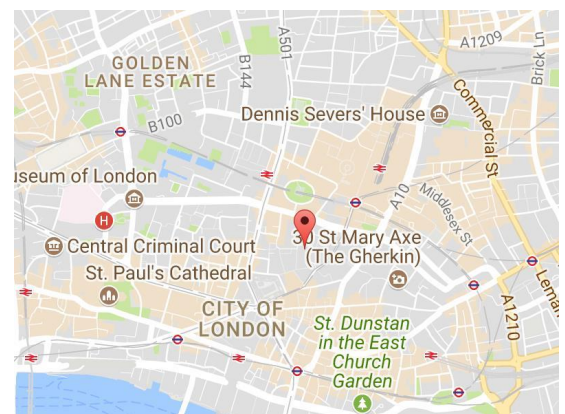 A501
A1209
GOLDEN
LANE ESTATE
B144
Brick Ln
Dennis Severs' House
Commercial St
B100
useum of London
A10
Middlesex St
H
30 St Mary Axe
(The Gherkin)
Central Criminal Court
St. Paul's Cathedral
CITY OF
LONDON
A1210
Leman
St. Dunstan
in the East
Church
Garden